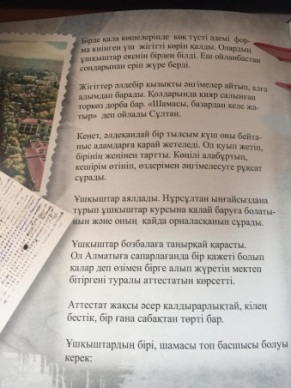 Бірде қала көшелерінде көк түсті әдемі фор-
ма киінген үш жігітті көріп қалды. Олардың
ұшқыштар екенін бірден білді. Еш ойланбастан
соңдарынан еріп жүре берді.
Жігіттер әлдебір қызықты әңгімелер айтып, алға
адымдап барады. Қолдарында кияр салынған
торкөз дорба бар. «Шамасы, базардан келе жа-
тыр» деп ойлады Сұлтан.
Кенет, әлдеқандай бір тылсым күш оны бейта-
ныс адамдарға қарай жетеледі. Ол қуып жетіп,
бірінің жеңінен тартты. Көңілі алабұртып,
кешірім өтініп, өздерімен әңгімелесуге рұқсат
сұрады.
Ұшқыштар аялдады. Нұрсұлтан ыңғайсыздана
тұрып ұшқыштар курсына қалай баруға болаты-
нын және оның қайда орналасқанын сұрады.
Ұшқыштар бозбалаға таңырқай қарасты.
Ол Алматыға сапарлағанда бір қажеті болып
қалар деп өзімен бірге алып жүретін мектеп
бітіргені туралы аттестатын көрсетті.
Аттестат жақсы әсер қалдырарлықтай, кілең
бестік, бір ғана сабақтан төрті бар.
Ұшқыштардың бірі, шамасы топ басшысы болуы
керек: